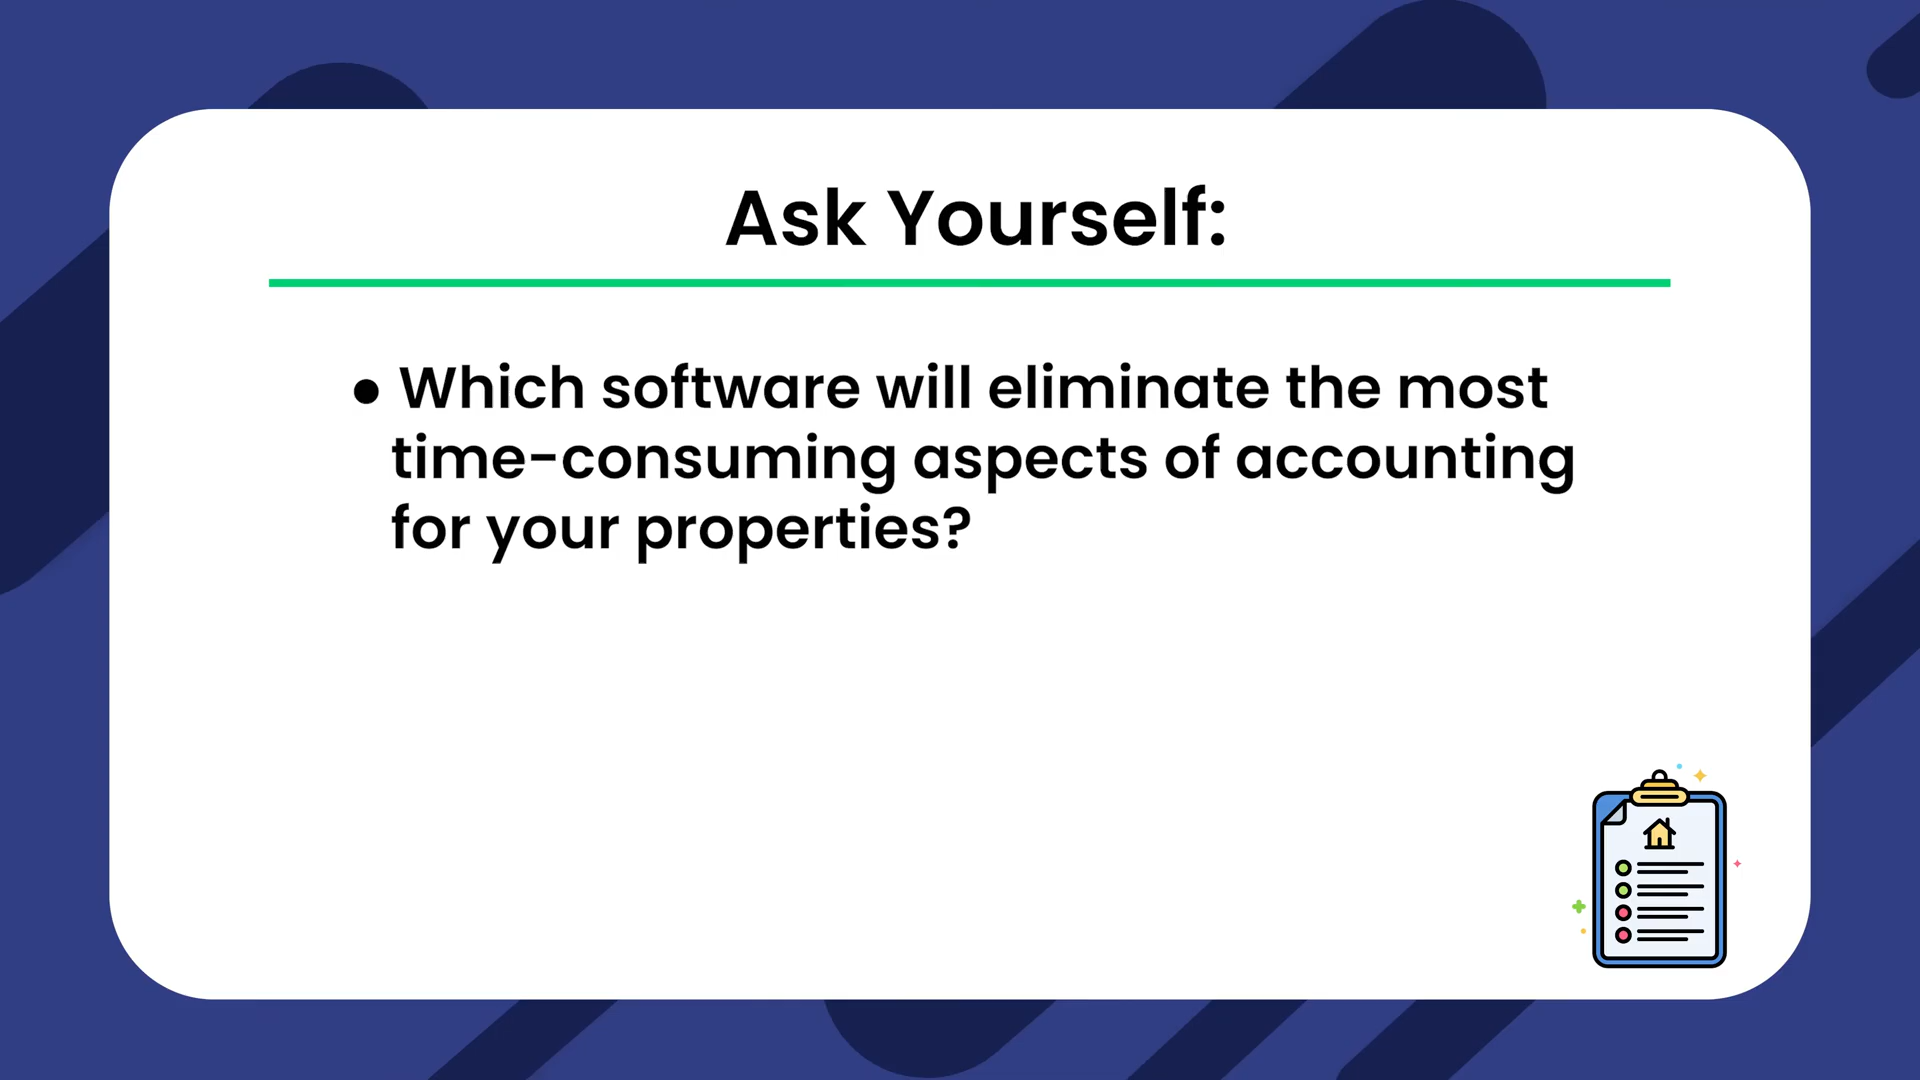 Ask Yourself:
● Which software will eliminate the most
time-consuming aspects of accounting
for your properties?